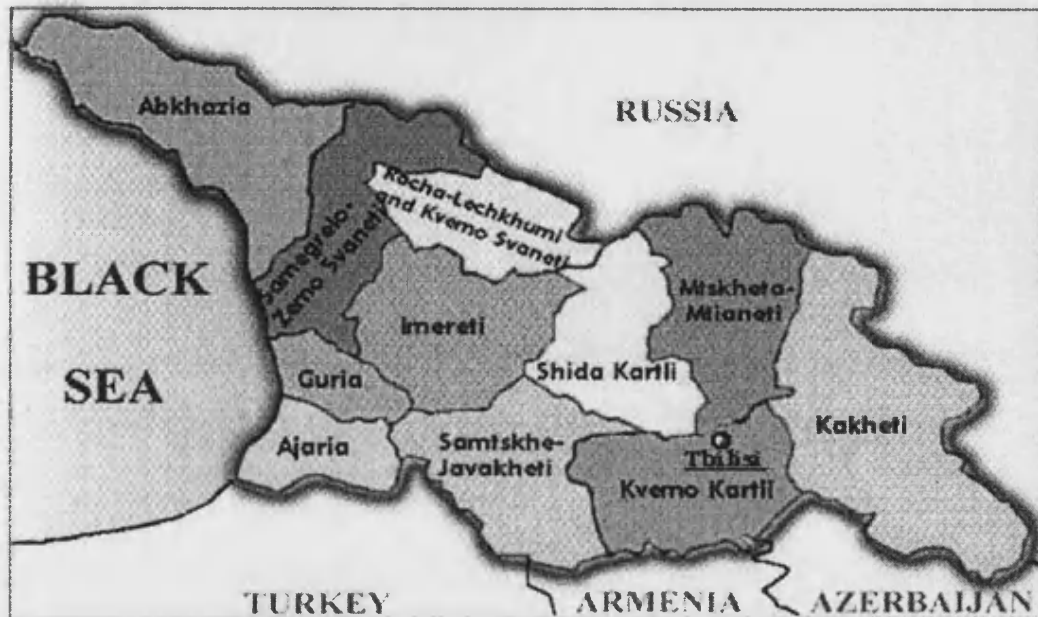 Abkhazia
RUSSIA
Racha-Lechkhumi
and Kvemo Svaneti
Samegrelo-
Zemo Svaneti
BLACK
SEA
Mtskheta-
Mtianeti
Imereti
Shida Kartli
Guria
Kakheti
Ajaria
Samtskhe-
Javakheti
Tbilisi
Kvemo Kartli
TURKEY
ARMENIA
AZERBAIJAN